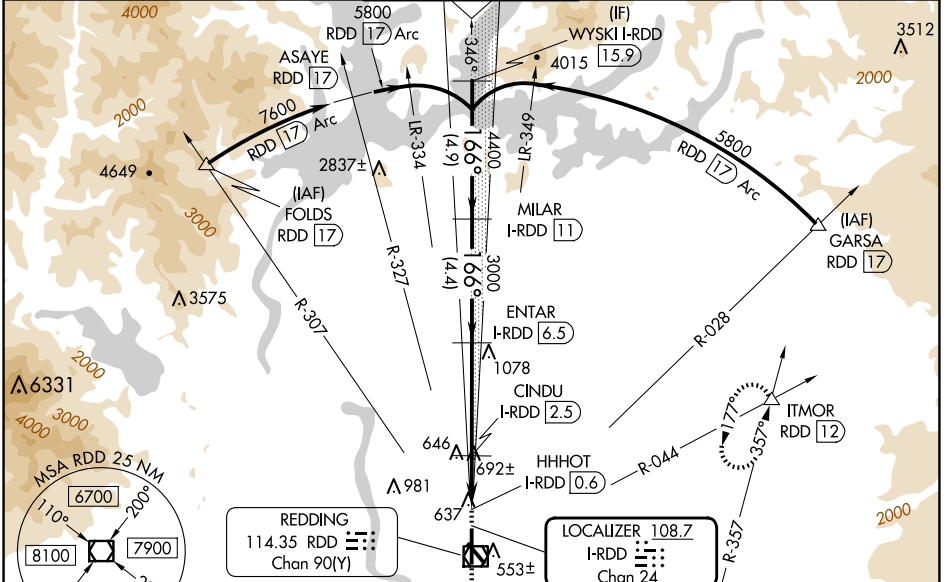 4000
5800
RDD 17 Arc
(IF)
WYSKI I-RDD
15.9
4015
3512
ASAYE
RDD 17
346°
2000
2000
7600
RDD 17 Arc
LR-334
166°
(4.9)
4400
LR-349
5800
RDD 17 Arc
4649
2837±
(IAF)
FOLDS
RDD 17
3000
MILAR
I-RDD 11
(IAF)
GARSA
RDD 17
R-327
166°
(4.4)
3000
3575
R-307
ENTAR
I-RDD 6.5
R-028
1078
2000
6331
3000
4000
CINDU
I-RDD 2.5
177°
357°
ITMOR
RDD 12
646
692±
HHHOT
I-RDD 0.6
R-044
MSA RDD 25 NM
981
637
6700
110°
200°
2000
REDDING
114.35 RDD
Chan 90(Y)
LOCALIZER 108.7
I-RDD
Chan 24
R-357
8100
7900
553±